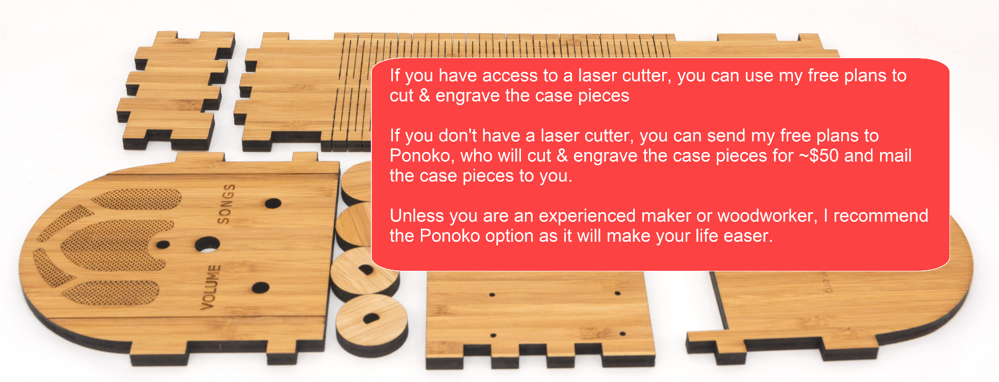 If you have access to a laser cutter, you can use my free plans to
cut & engrave the case pieces
If you don't have a laser cutter, you can send my free plans to
Ponoko, who will cut & engrave the case pieces for ~$50 and mail
the case pieces to you.
Unless you are an experienced maker or woodworker, I recommend
the Ponoko option as it will make your life easer.
SONGS
VOLUME